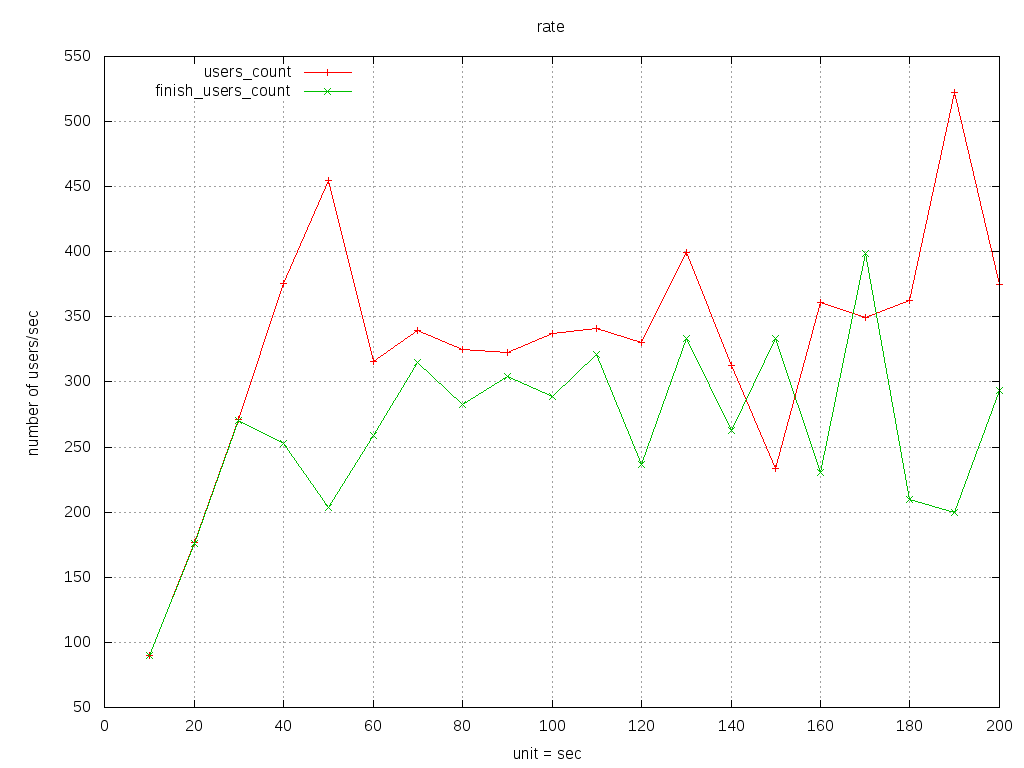 rate
550
users_count
finish_users_count
500
450
400
350
300
250
200
150
100
50
number of users/sec
0 20 40 60 80 100 120 140 160 180 200
unit = sec